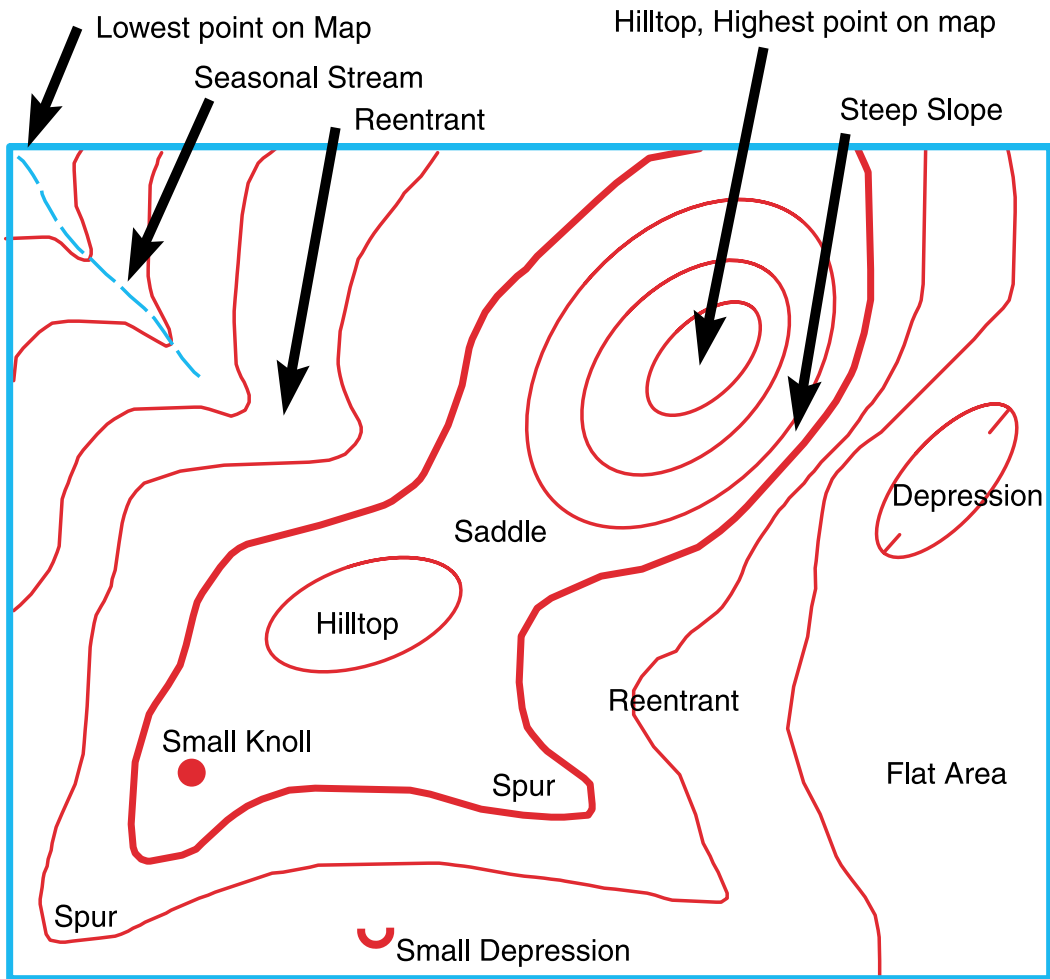 Lowest point on Map
Hilltop, Highest point on map
Seasonal Stream
Reentrant
Steep Slope
Depression
Saddle
Hilltop
Reentrant
Small Knoll
Flat Area
Spur
Spur
Small Depression